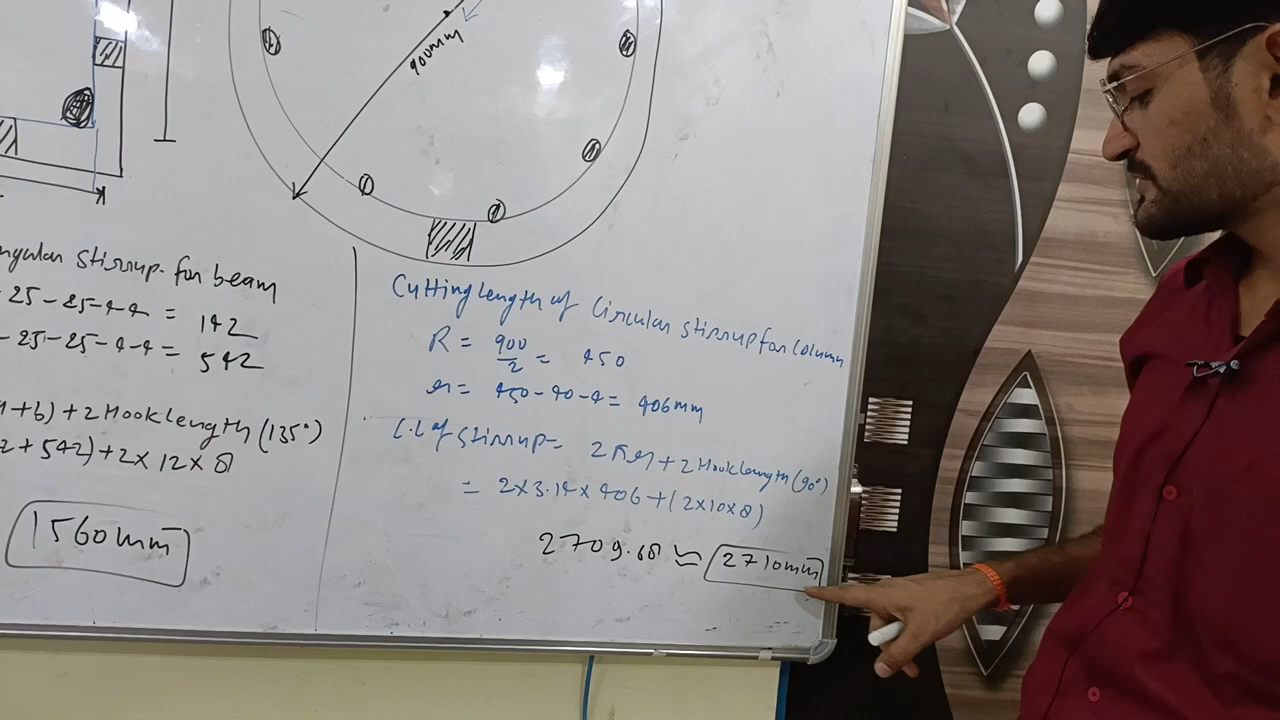 900mm
ngular Stirrup for beam
- 25 - 25 - 4 - 4 = 142
- 25 - 25 - 4 - 4 = 542
+ b) + 2 Hook length (135°)
2 + 542) + 2 × 12 × 8
1560mm
Cutting length of Circular stirrup for Column
R = 900/2 = 450
r = 450 - 40 - 4 = 406mm
C.L of stirrup = 2πr + 2 Hook length (90°)
= 2 × 3.14 × 406 + (2 × 10 × 8)
2709.68 ≈ 2710mm